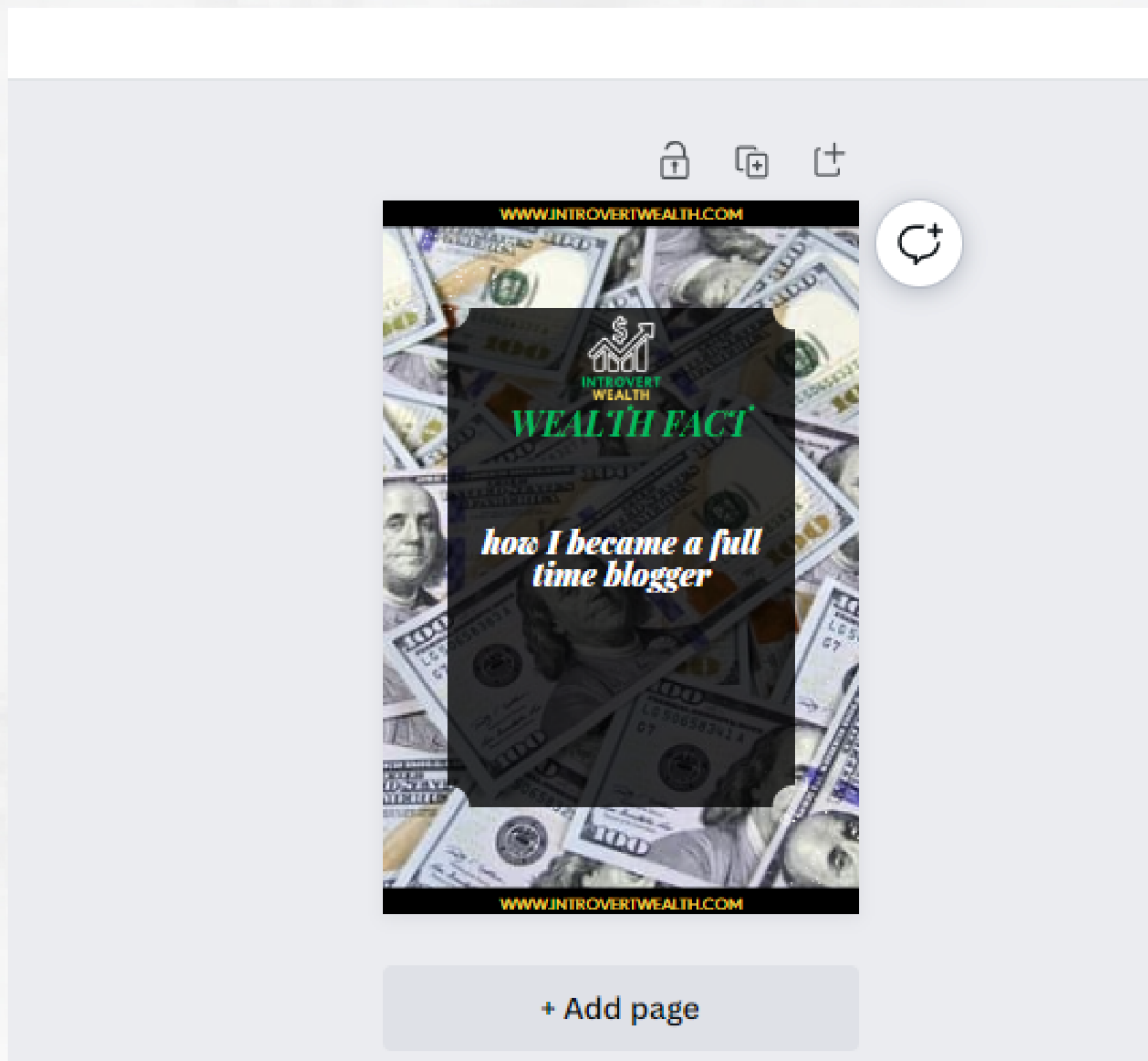 WWW.INTROVERTWEALTH.COM
INTROVERT
WEALTH
WEALTH FACT
how I became a full
time blogger
WWW.INTROVERTWEALTH.COM
+ Add page